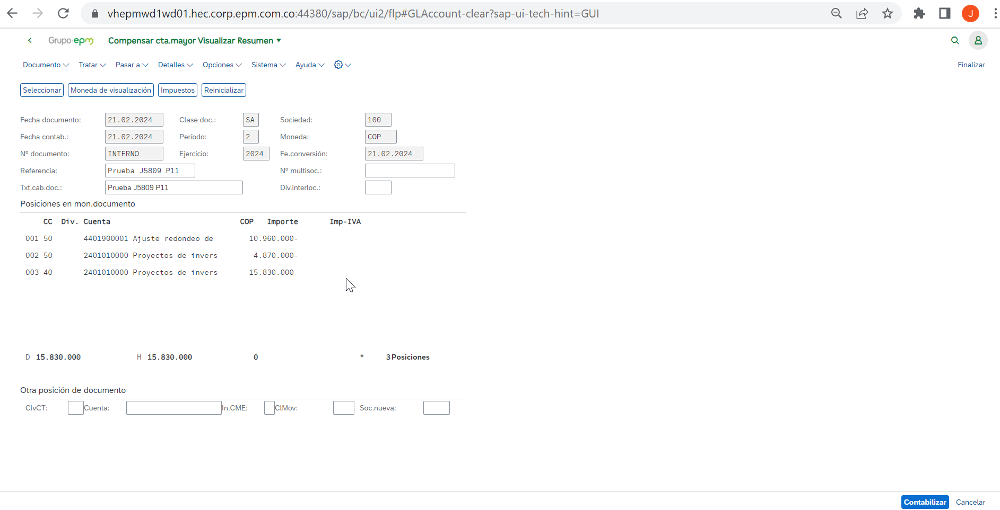 vhepmwd1wd01.hec.corp.epm.com.co:44380/sap/bc/ui2/flp#GLAccount-clear?sap-ui-tech-hint=GUI
J
Grupo·epm Compensar cta.mayor Visualizar Resumen
Documento Tratar Pasar a Detalles Opciones Sistema Ayuda Finalizar
Seleccionar Moneda de visualización Impuestos Reinicializar
Fecha documento: 21.02.2024 Clase doc.: SA Sociedad: 100
Fecha contab.: 21.02.2024 Período: 2 Moneda: COP
Nº documento: INTERNO Ejercicio: 2024 Fe.conversión: 21.02.2024
Referencia: Prueba J5809 P11 Nº multisoc.:
Txt.cab.doc.: Prueba J5809 P11 Div.interloc.:
Posiciones en mon.documento
CC Div. Cuenta COP Importe Imp-IVA
001 50 4401900001 Ajuste redondeo de 10.960.000-
002 50 2401010000 Proyectos de invers 4.870.000-
003 40 2401010000 Proyectos de invers 15.830.000
D 15.830.000 H 15.830.000 0 * 3 Posiciones
Otra posición de documento
ClvCT: Cuenta: In.CME: ClMov: Soc.nueva:
Contabilizar Cancelar